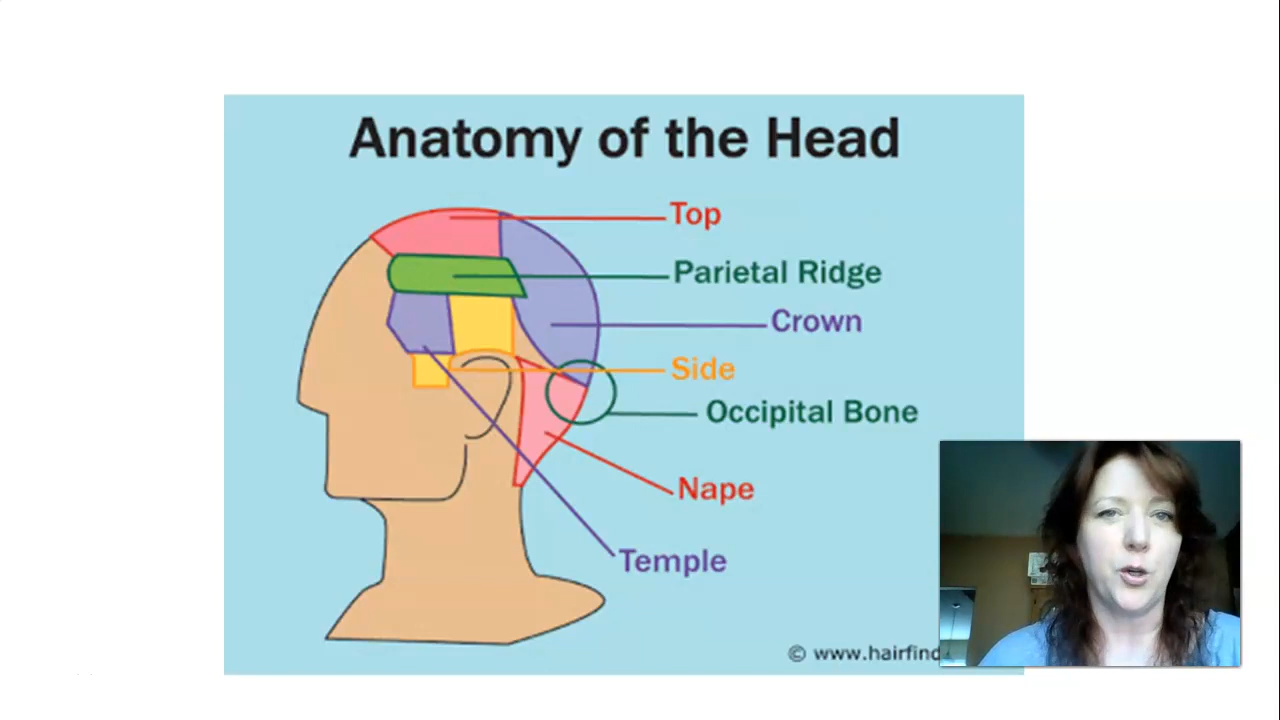 Anatomy of the Head
Top
Parietal Ridge
Crown
Side
Occipital Bone
Nape
Temple
© www.hairfind